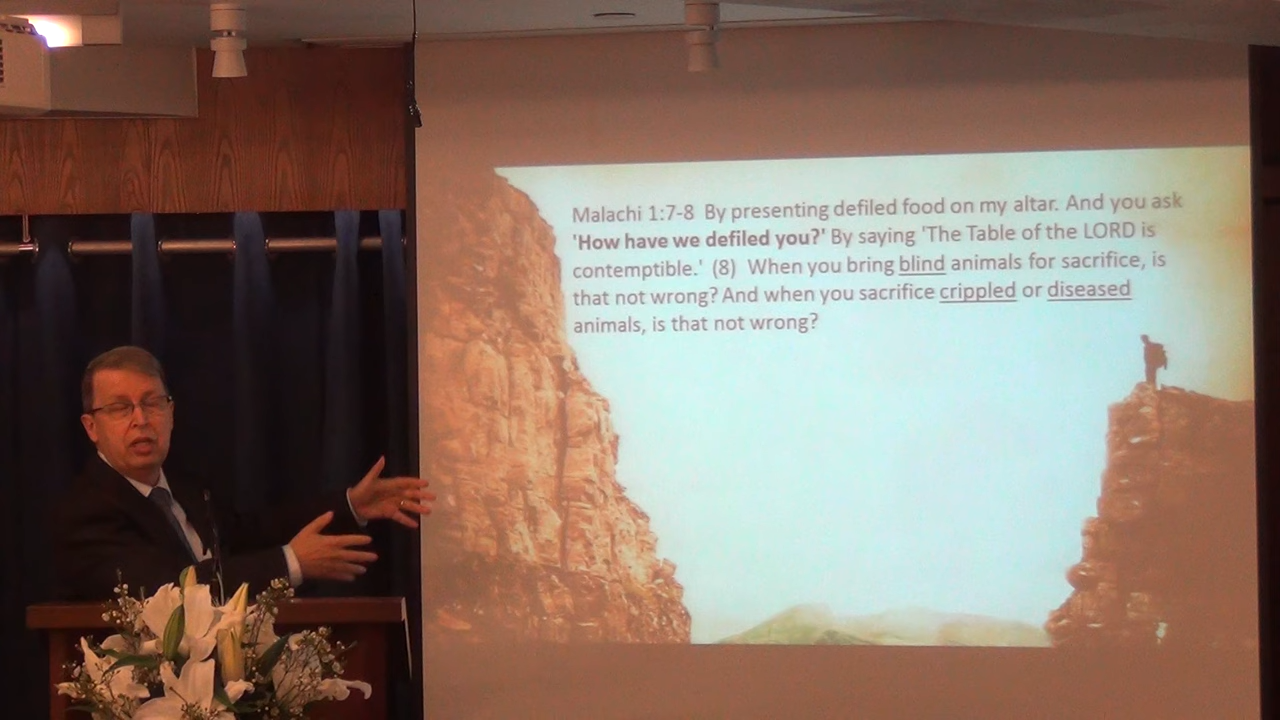 Malachi 1:7-8  By presenting defiled food on my altar. And you ask
'How have we defiled you?' By saying 'The Table of the LORD is
contemptible.'  (8)  When you bring blind animals for sacrifice, is
that not wrong? And when you sacrifice crippled or diseased
animals, is that not wrong?